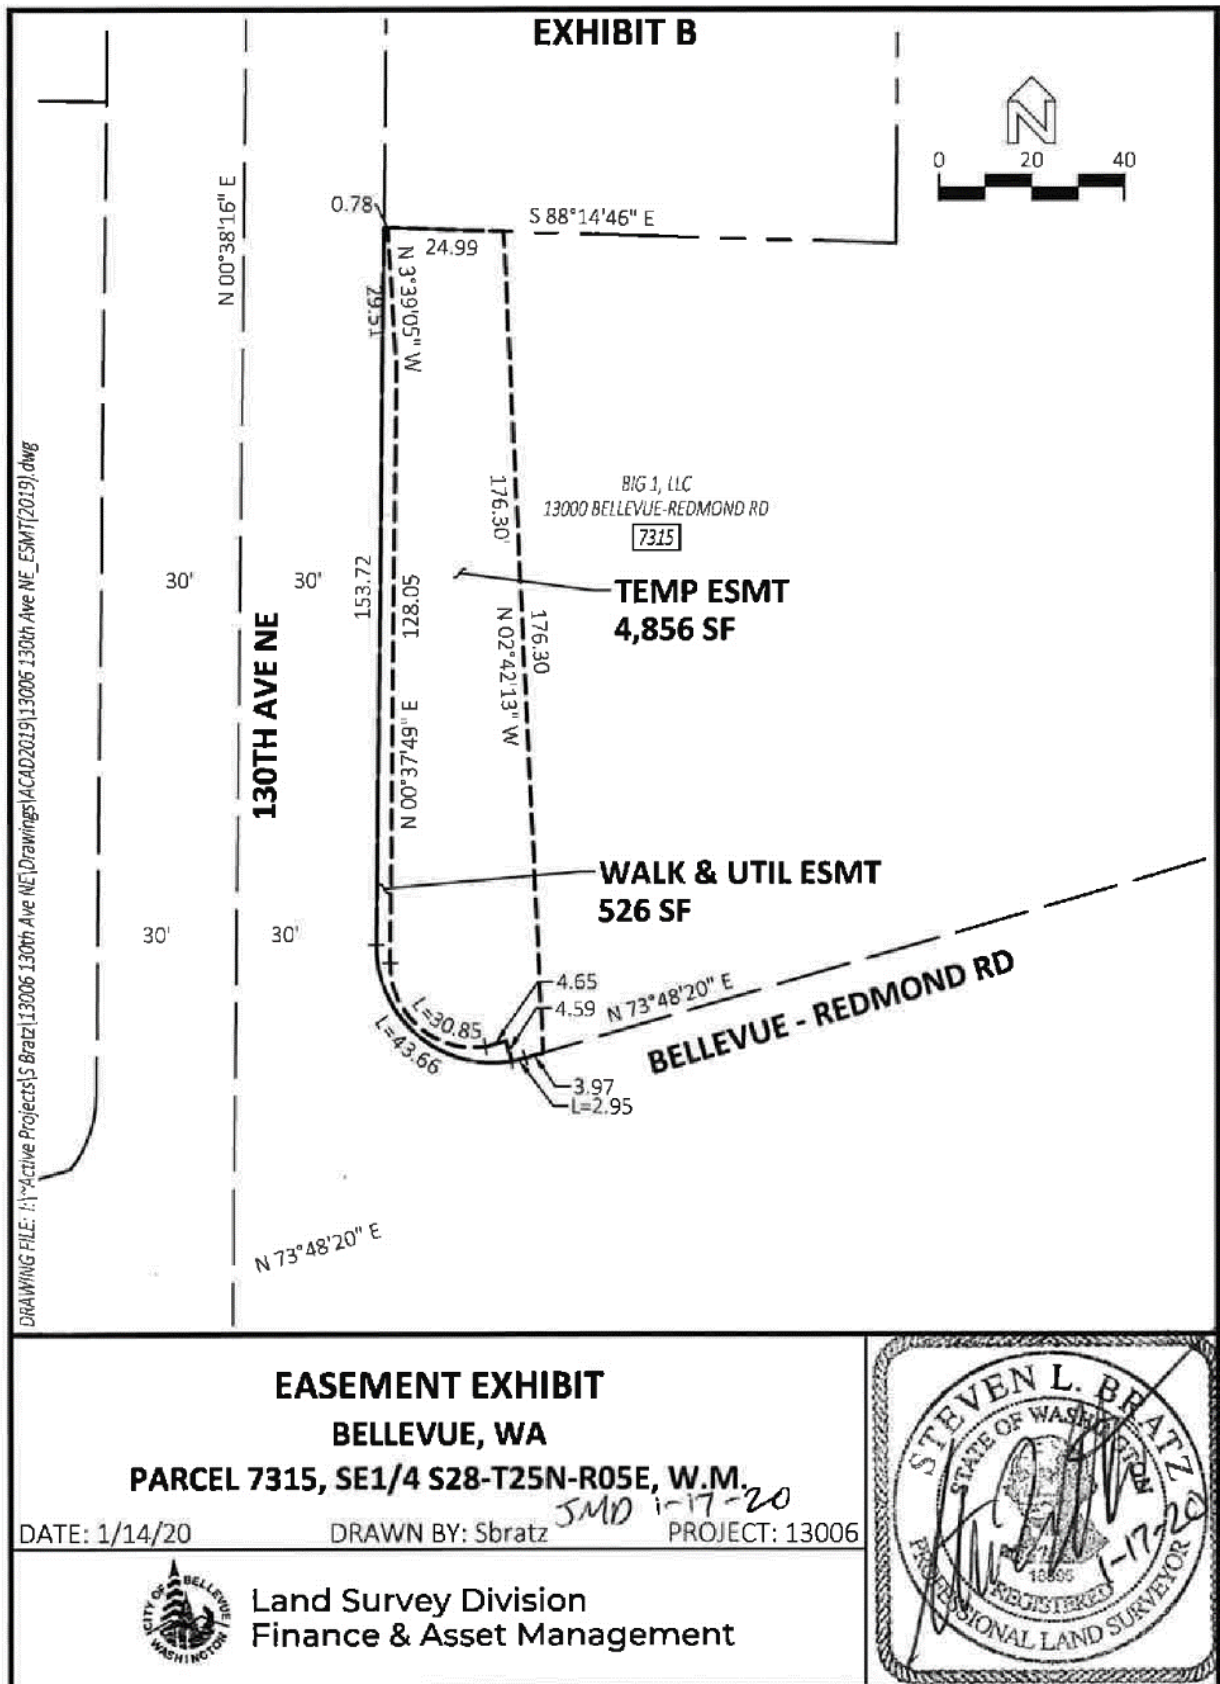 EXHIBIT B
0 20 40
N 00°38'16" E
0.78
S 88°14'46" E
24.99
N 3°39'05" W
29.51
BIG 1, LLC
13000 BELLEVUE-REDMOND RD
7315
176.30'
TEMP ESMT
4,856 SF
30'
30'
153.72
128.05
176.30
N 02°42'13" W
130TH AVE NE
N 00°37'49" E
WALK & UTIL ESMT
526 SF
30'
30'
4.65
4.59
N 73°48'20" E
BELLEVUE - REDMOND RD
L=30.85
L=43.66
3.97
L=2.95
N 73°48'20" E
DRAWING FILE: I:\~Active Projects\S Bratz\13006 130th Ave NE\Drawings\ACAD2019\13006 130th Ave NE_ESMT(2019).dwg
EASEMENT EXHIBIT
BELLEVUE, WA
PARCEL 7315, SE1/4 S28-T25N-R05E, W.M.
JMD 1-17-20
DATE: 1/14/20 DRAWN BY: Sbratz PROJECT: 13006
CITY OF BELLEVUE
WASHINGTON
Land Survey Division
Finance & Asset Management
STEVEN L. BRATZ
STATE OF WASHINGTON
REGISTERED
PROFESSIONAL LAND SURVEYOR
1-17-20